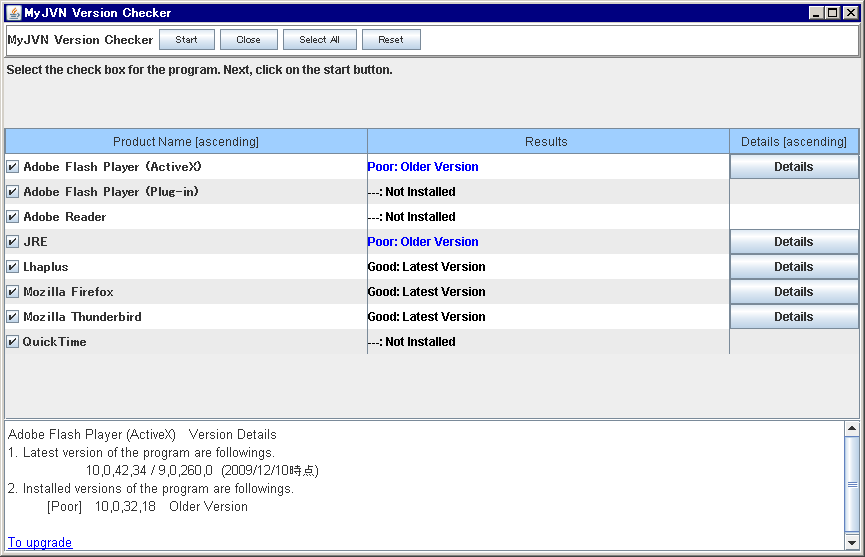 MyJVN Version Checker
MyJVN Version Checker Start Close Select All Reset
Select the check box for the program. Next, click on the start button.
Product Name [ascending] Results Details [ascending]
Adobe Flash Player (ActiveX) Poor: Older Version Details
Adobe Flash Player (Plug-in) ---: Not Installed
Adobe Reader ---: Not Installed
JRE Poor: Older Version Details
Lhaplus Good: Latest Version Details
Mozilla Firefox Good: Latest Version Details
Mozilla Thunderbird Good: Latest Version Details
QuickTime ---: Not Installed
Adobe Flash Player (ActiveX) Version Details
1. Latest version of the program are followings.
10,0,42,34 / 9,0,260,0 (2009/12/10時点)
2. Installed versions of the program are followings.
[Poor] 10,0,32,18 Older Version
To upgrade